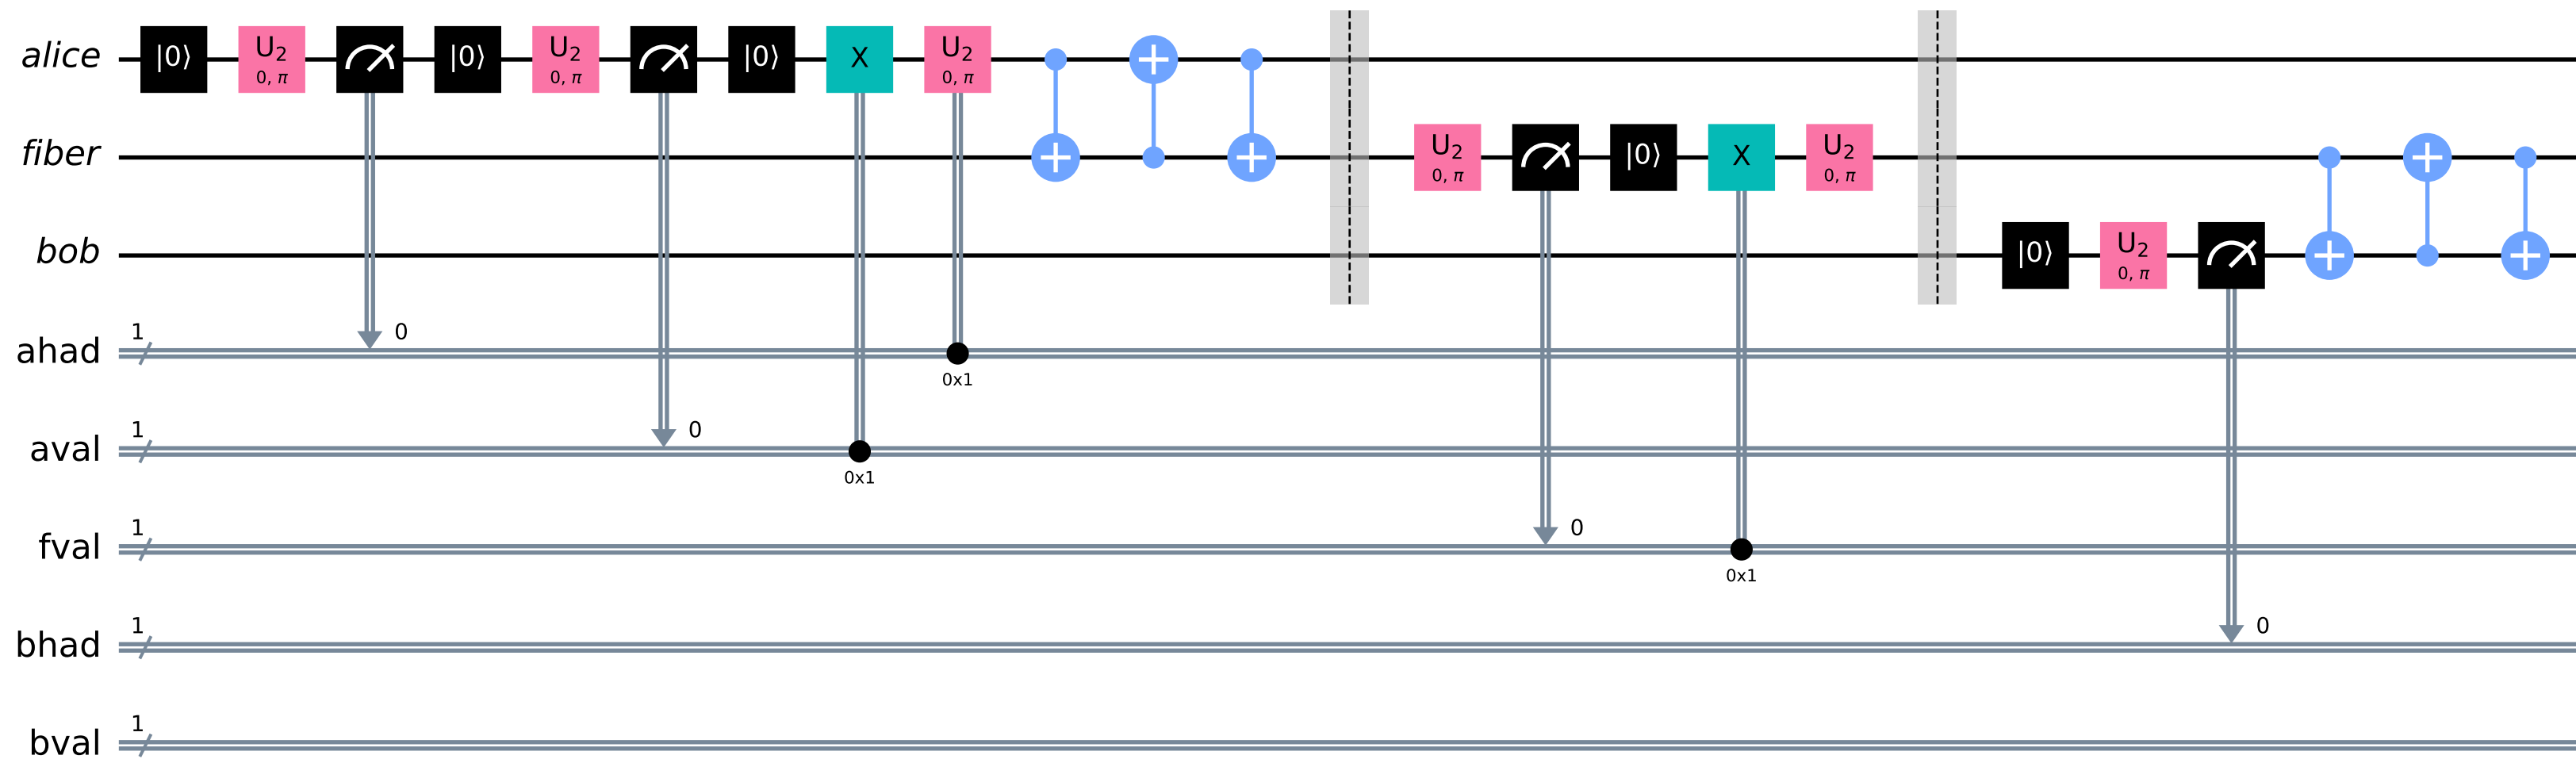 alice |0⟩ U2 0, π |0⟩ U2 0, π |0⟩ X U2 0, π
fiber U2 0, π |0⟩ X U2 0, π
bob |0⟩ U2 0, π
ahad 1 0 0x1
aval 1 0 0x1
fval 1 0 0x1
bhad 1 0
bval 1